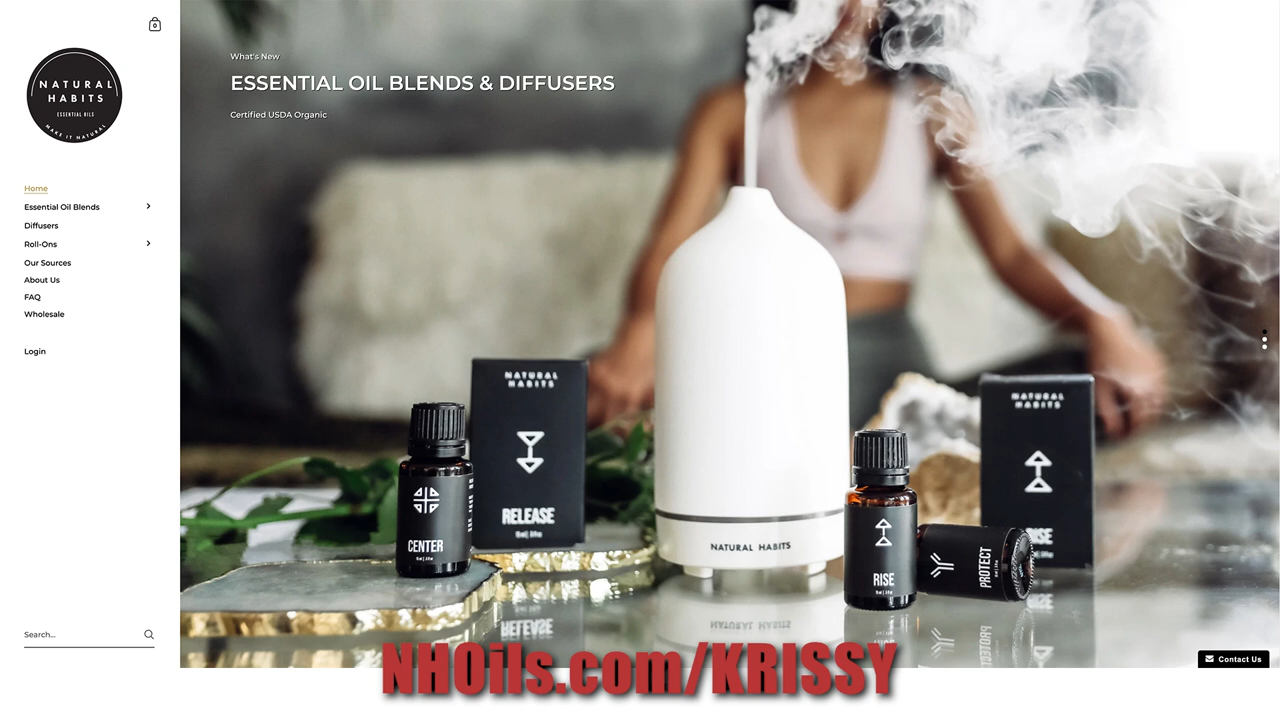 0
NATURAL
HABITS
ESSENTIAL OILS
MAKE IT NATURAL
Home
Essential Oil Blends
Diffusers
Roll-Ons
Our Sources
About Us
FAQ
Wholesale
Login
Search...
What's New
ESSENTIAL OIL BLENDS & DIFFUSERS
Certified USDA Organic
NATURAL
HABITS
RELEASE
CENTER
NATURAL HABITS
NATURAL
HABITS
RISE
RISE
PROTECT
Contact Us
NHOils.com/KRISSY